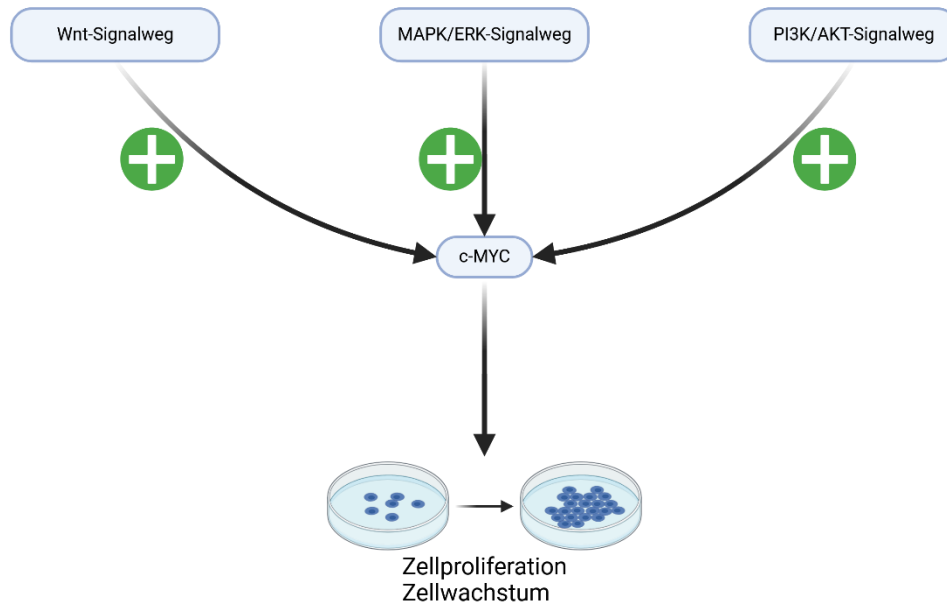 Wnt-Signalweg
MAPK/ERK-Signalweg
PI3K/AKT-Signalweg
c-MYC
Zellproliferation
Zellwachstum